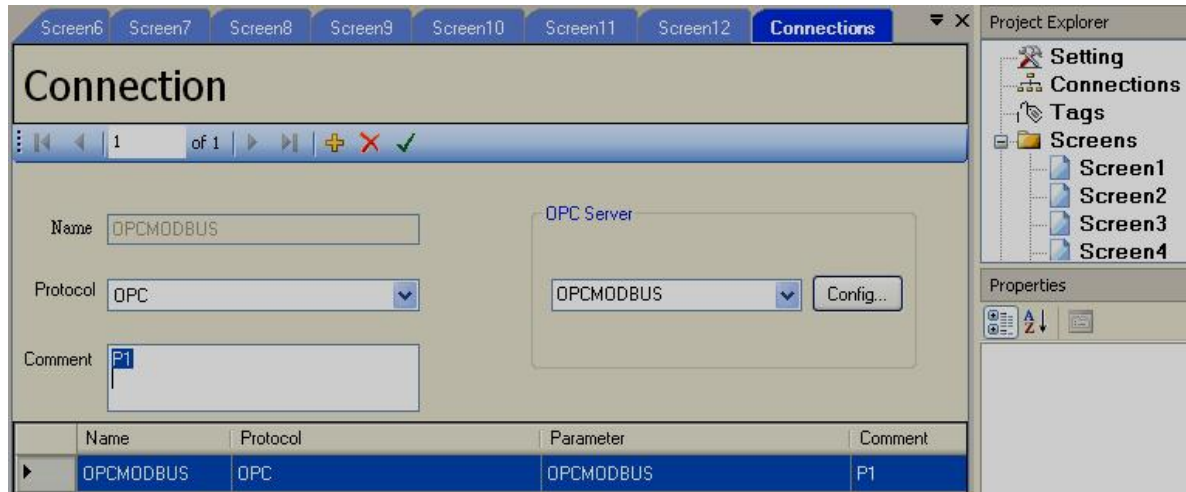 Screen6 Screen7 Screen8 Screen9 Screen10 Screen11 Screen12 Connections
Connection
1 of 1
Name OPCMODBUS
Protocol OPC
Comment P1
OPC Server
OPCMODBUS Config...
Name Protocol Parameter Comment
OPCMODBUS OPC OPCMODBUS P1
Project Explorer
Setting
Connections
Tags
Screens
Screen1
Screen2
Screen3
Screen4
Properties
A
Z